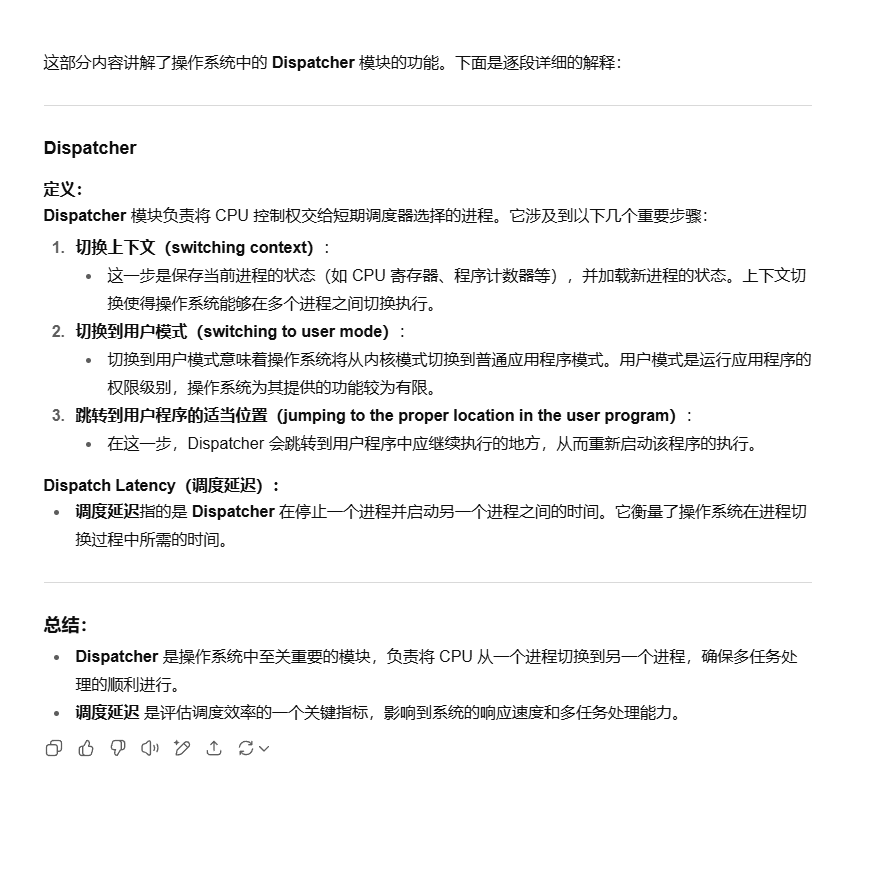 这部分内容讲解了操作系统中的 Dispatcher 模块的功能。下面是逐段详细的解释：
Dispatcher
定义：
Dispatcher 模块负责将 CPU 控制权交给短期调度器选择的进程。它涉及到以下几个重要步骤：
1. 切换上下文（switching context）：
• 这一步是保存当前进程的状态（如 CPU 寄存器、程序计数器等），并加载新进程的状态。上下文切
换使得操作系统能够在多个进程之间切换执行。
2. 切换到用户模式（switching to user mode）：
• 切换到用户模式意味着操作系统将从内核模式切换到普通应用程序模式。用户模式是运行应用程序的
权限级别，操作系统为其提供的功能较为有限。
3. 跳转到用户程序的适当位置（jumping to the proper location in the user program）：
• 在这一步，Dispatcher 会跳转到用户程序中应继续执行的地方，从而重新启动该程序的执行。
Dispatch Latency（调度延迟）：
• 调度延迟指的是 Dispatcher 在停止一个进程并启动另一个进程之间的时间。它衡量了操作系统在进程切
换过程中所需的时间。
总结：
• Dispatcher 是操作系统中至关重要的模块，负责将 CPU 从一个进程切换到另一个进程，确保多任务处
理的顺利进行。
• 调度延迟 是评估调度效率的一个关键指标，影响到系统的响应速度和多任务处理能力。